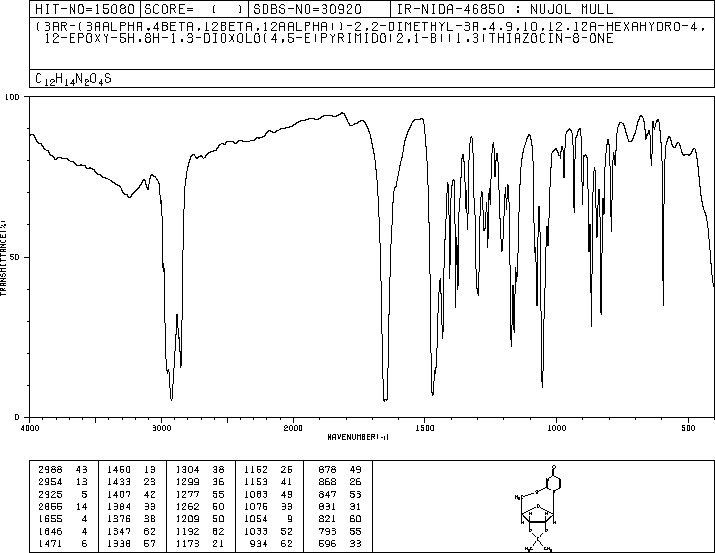 HIT-NO=15080 SCORE= ( ) SDBS-NO=30920 IR-NIDA-46850 : NUJOL MULL
(3AR-(3AALPHA,4BETA,12BETA,12AALPHA))-2,2-DIMETHYL-3A,4,9,10,12,12A-HEXAHYDRO-4,
12-EPOXY-5H,8H-1,3-DIOXOLO(4,5-E)PYRIMIDO(2,1-B)(1,3)THIAZOCIN-8-ONE
C12H14N2O4S
100
50
0
TRANSMITTANCE(%)
4000 3000 2000 1500 1000 500
WAVENUMBER(-1)
2988 43 1460 13 1304 38 1162 26 878 49
2954 13 1433 23 1299 36 1153 41 868 26
2925 5 1407 42 1277 55 1083 49 847 53
2855 14 1384 33 1262 50 1076 33 831 31
1655 4 1376 38 1209 50 1054 9 821 60
1646 4 1347 62 1192 82 1033 52 793 55
1471 6 1338 57 1173 21 934 62 596 33